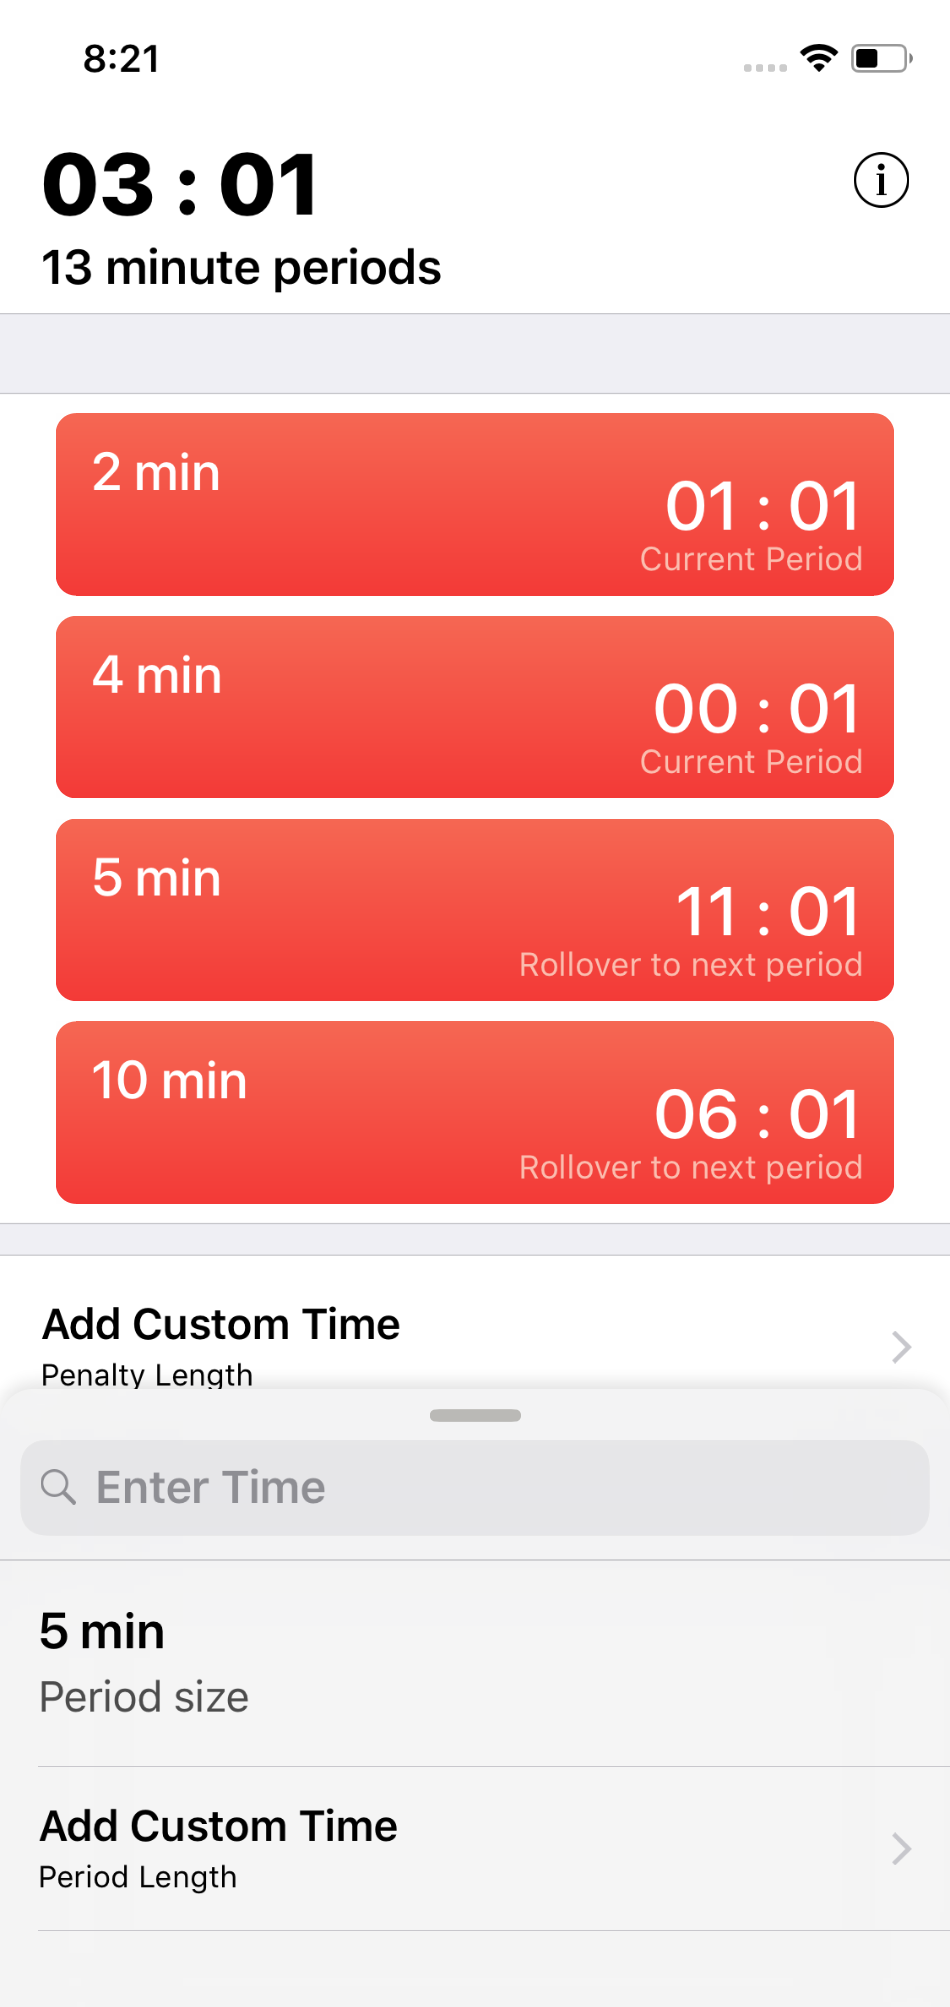 8:21
03 : 01
13 minute periods
2 min
01 : 01
Current Period
4 min
00 : 01
Current Period
5 min
11 : 01
Rollover to next period
10 min
06 : 01
Rollover to next period
Add Custom Time
Penalty Length
Enter Time
5 min
Period size
Add Custom Time
Period Length